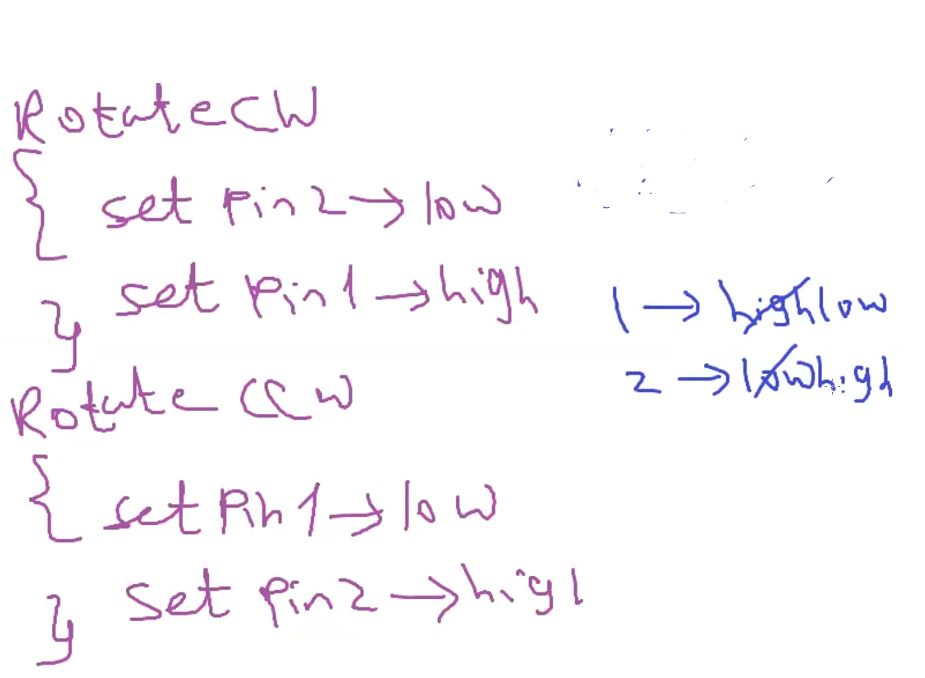 RotateCW
{ set pin2→low
} set pin1→high
1 → high low
2 → low high
Rotate CCW
{ set Pin1→low
} set pin2→high